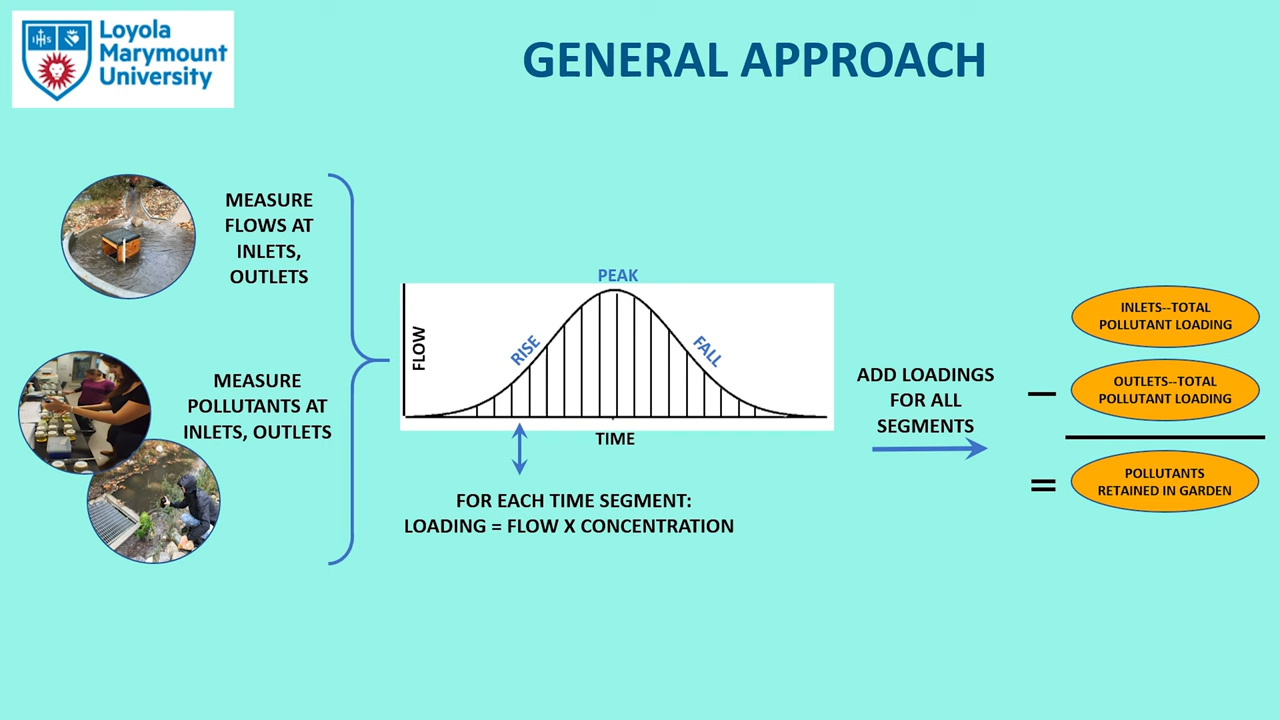 IHS
Loyola
Marymount
University
GENERAL APPROACH
MEASURE
FLOWS AT
INLETS,
OUTLETS
MEASURE
POLLUTANTS AT
INLETS, OUTLETS
PEAK
RISE
FALL
FLOW
TIME
FOR EACH TIME SEGMENT:
LOADING = FLOW X CONCENTRATION
ADD LOADINGS
FOR ALL
SEGMENTS
INLETS--TOTAL
POLLUTANT LOADING
—
OUTLETS--TOTAL
POLLUTANT LOADING
=
POLLUTANTS
RETAINED IN GARDEN